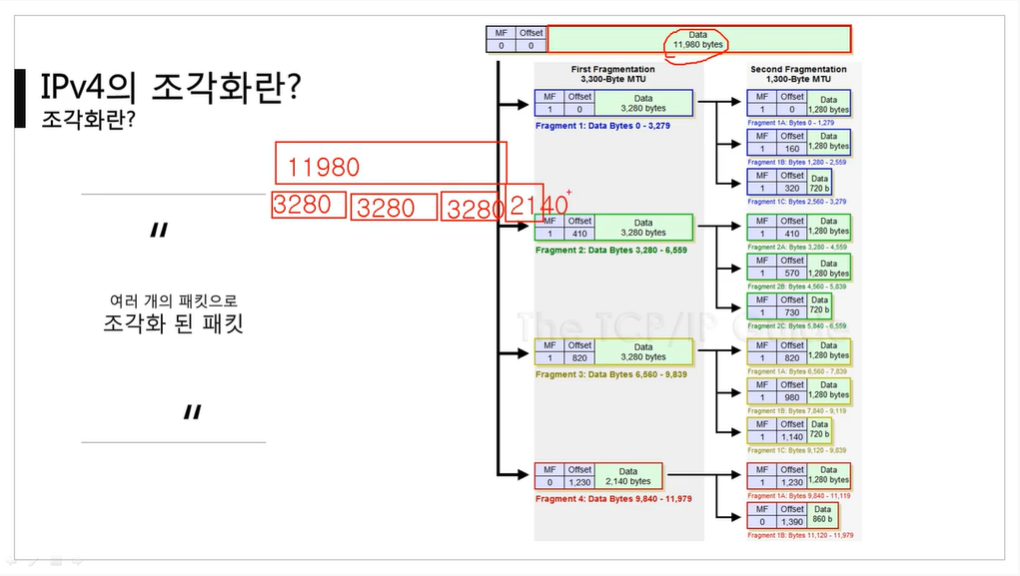 IPv4의 조각화란?
조각화란?
"
여러 개의 패킷으로
조각화 된 패킷
"
11980
3280 3280 3280 2140
MF Offset Data
0 0 11,980 bytes
First Fragmentation
3,300-Byte MTU
Second Fragmentation
1,300-Byte MTU
MF Offset Data
1 0 3,280 bytes
Fragment 1: Data Bytes 0 - 3,279
MF Offset Data
1 0 1,280 bytes
Fragment 1A: Bytes 0 - 1,279
MF Offset Data
1 160 1,280 bytes
Fragment 1B: Bytes 1,280 - 2,559
MF Offset Data
1 320 720 b
Fragment 1C: Bytes 2,560 - 3,279
MF Offset Data
1 410 3,280 bytes
Fragment 2: Data Bytes 3,280 - 6,559
MF Offset Data
1 410 1,280 bytes
Fragment 2A: Bytes 3,280 - 4,559
MF Offset Data
1 570 1,280 bytes
Fragment 2B: Bytes 4,560 - 5,839
MF Offset Data
1 730 720 b
Fragment 2C: Bytes 5,840 - 6,559
The TCP/IP Guide
MF Offset Data
1 820 3,280 bytes
Fragment 3: Data Bytes 6,560 - 9,839
MF Offset Data
1 820 1,280 bytes
Fragment 1A: Bytes 6,560 - 7,839
MF Offset Data
1 980 1,280 bytes
Fragment 1B: Bytes 7,840 - 9,119
MF Offset Data
1 1,140 720 b
Fragment 1C: Bytes 9,120 - 9,839
MF Offset Data
0 1,230 2,140 bytes
Fragment 4: Data Bytes 9,840 - 11,979
MF Offset Data
1 1,230 1,280 bytes
Fragment 1A: Bytes 9,840 - 11,119
MF Offset Data
0 1,390 860 b
Fragment 1B: Bytes 11,120 - 11,979